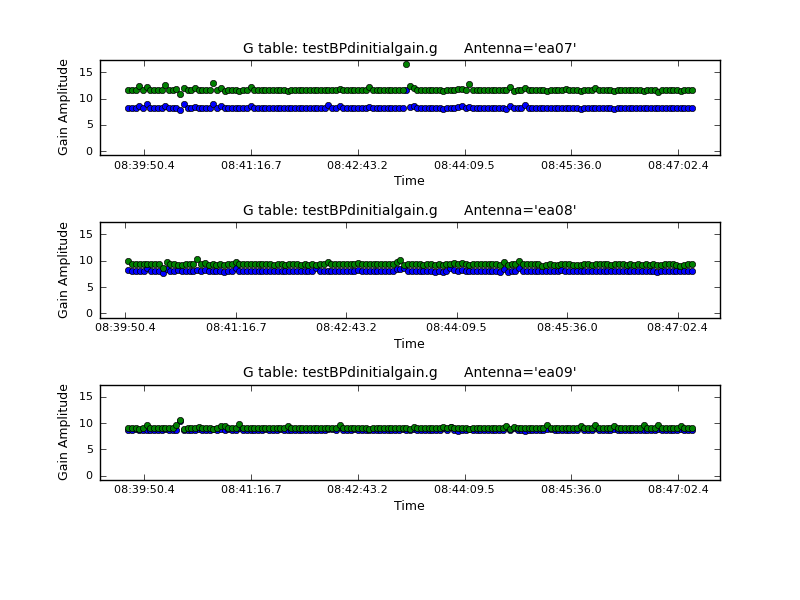 G table: testBPdinitialgain.g Antenna='ea07'
Gain Amplitude
15
10
5
0
08:39:50.4 08:41:16.7 08:42:43.2 08:44:09.5 08:45:36.0 08:47:02.4
Time
G table: testBPdinitialgain.g Antenna='ea08'
Gain Amplitude
15
10
5
0
08:39:50.4 08:41:16.7 08:42:43.2 08:44:09.5 08:45:36.0 08:47:02.4
Time
G table: testBPdinitialgain.g Antenna='ea09'
Gain Amplitude
15
10
5
0
08:39:50.4 08:41:16.7 08:42:43.2 08:44:09.5 08:45:36.0 08:47:02.4
Time